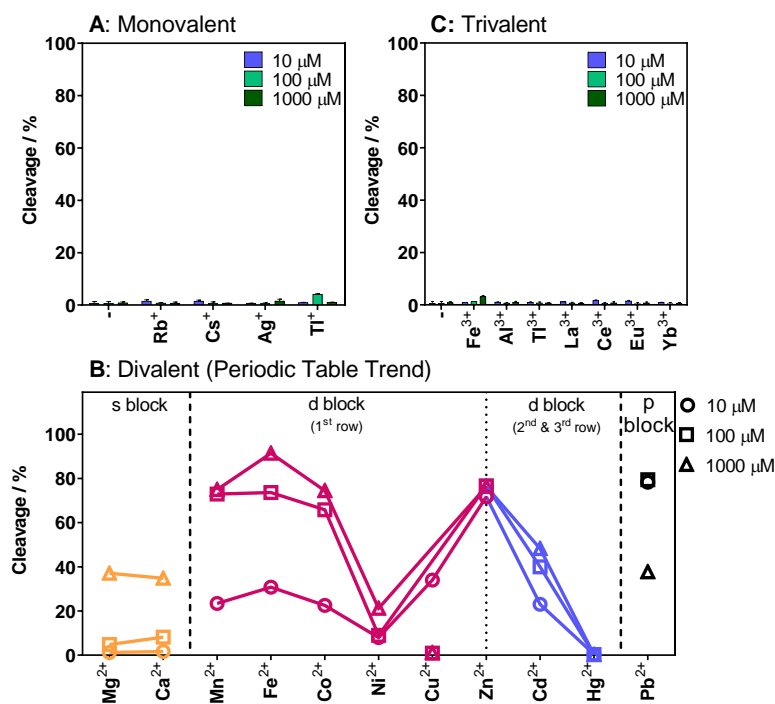 A: Monovalent
10 μM
100 μM
1000 μM
Cleavage / %
100
80
60
40
20
0
-
Rb⁺
Cs⁺
Ag⁺
Tl⁺
C: Trivalent
10 μM
100 μM
1000 μM
Cleavage / %
100
80
60
40
20
0
-
Fe³⁺
Al³⁺
Tl³⁺
La³⁺
Ce³⁺
Eu³⁺
Yb³⁺
B: Divalent (Periodic Table Trend)
s block
d block
(1ˢᵗ row)
d block
(2ⁿᵈ & 3ʳᵈ row)
p
block
10 μM
100 μM
1000 μM
Cleavage / %
100
80
60
40
20
0
Mg²⁺
Ca²⁺
Mn²⁺
Fe²⁺
Co²⁺
Ni²⁺
Cu²⁺
Zn²⁺
Cd²⁺
Hg²⁺
Pb²⁺